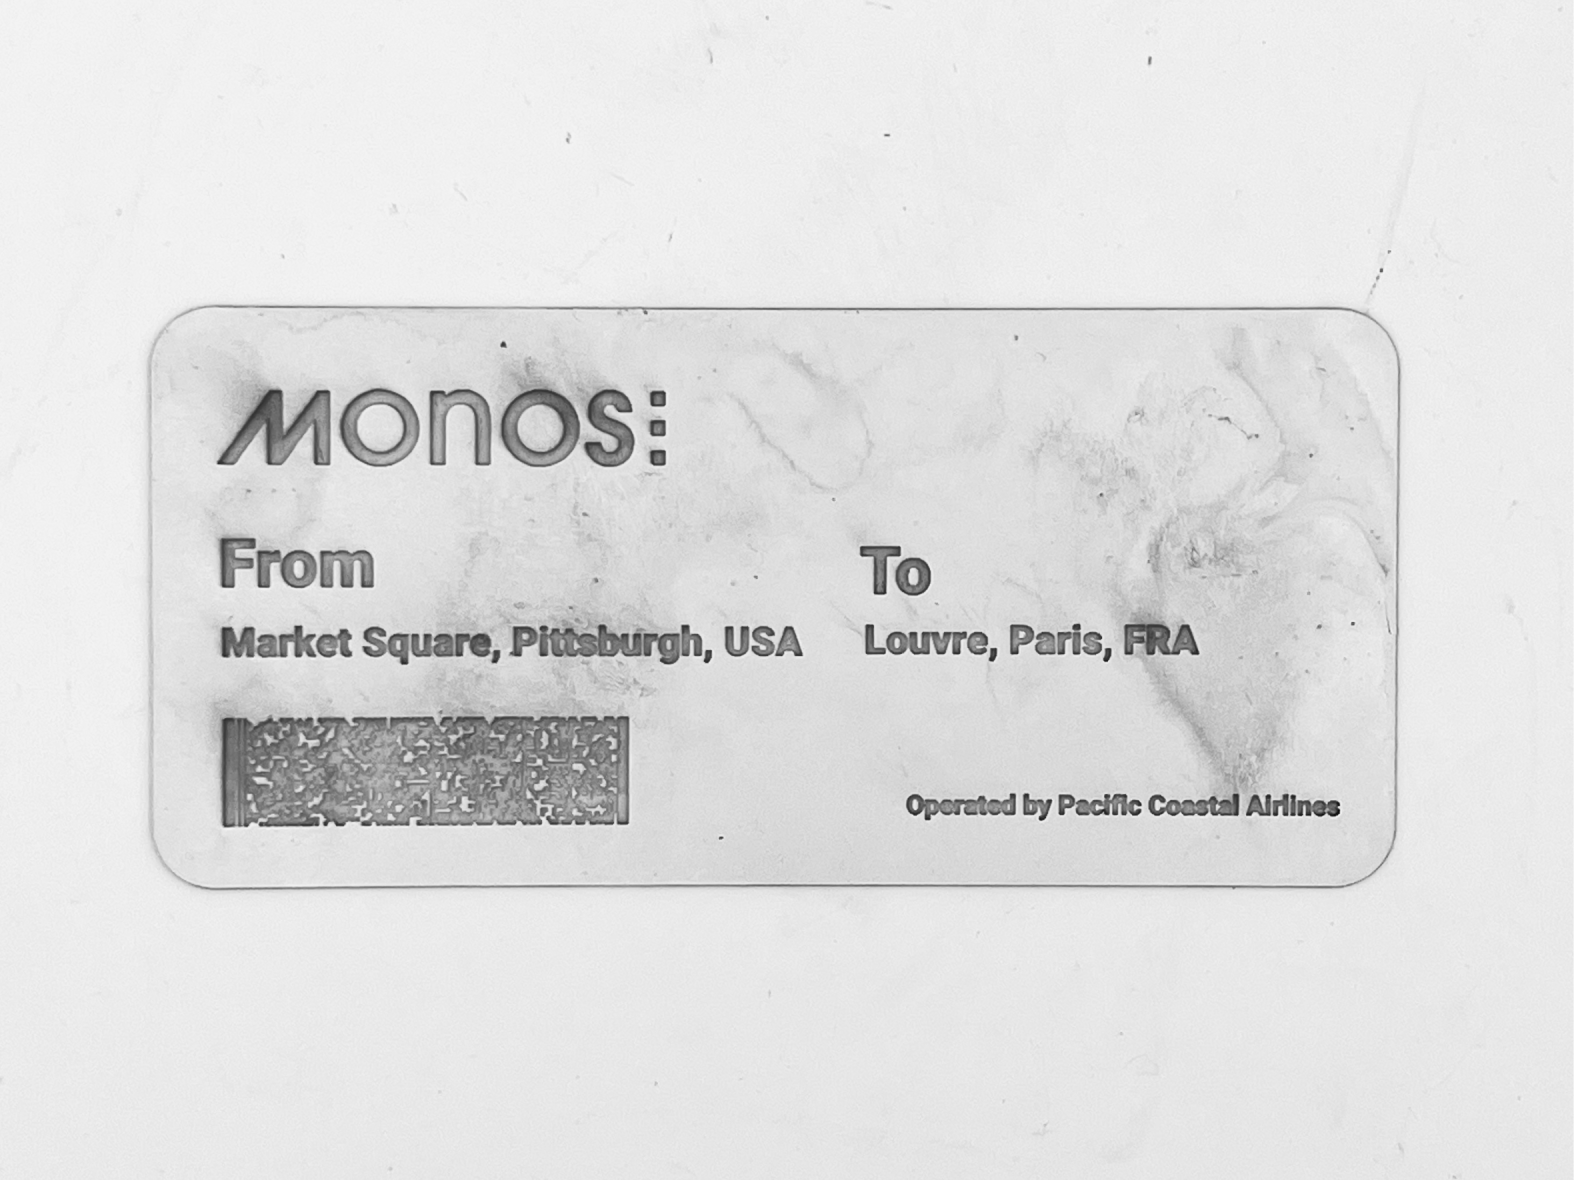 MONOS:
From
Market Square, Pittsburgh, USA
To
Louvre, Paris, FRA
Operated by Pacific Coastal Airlines